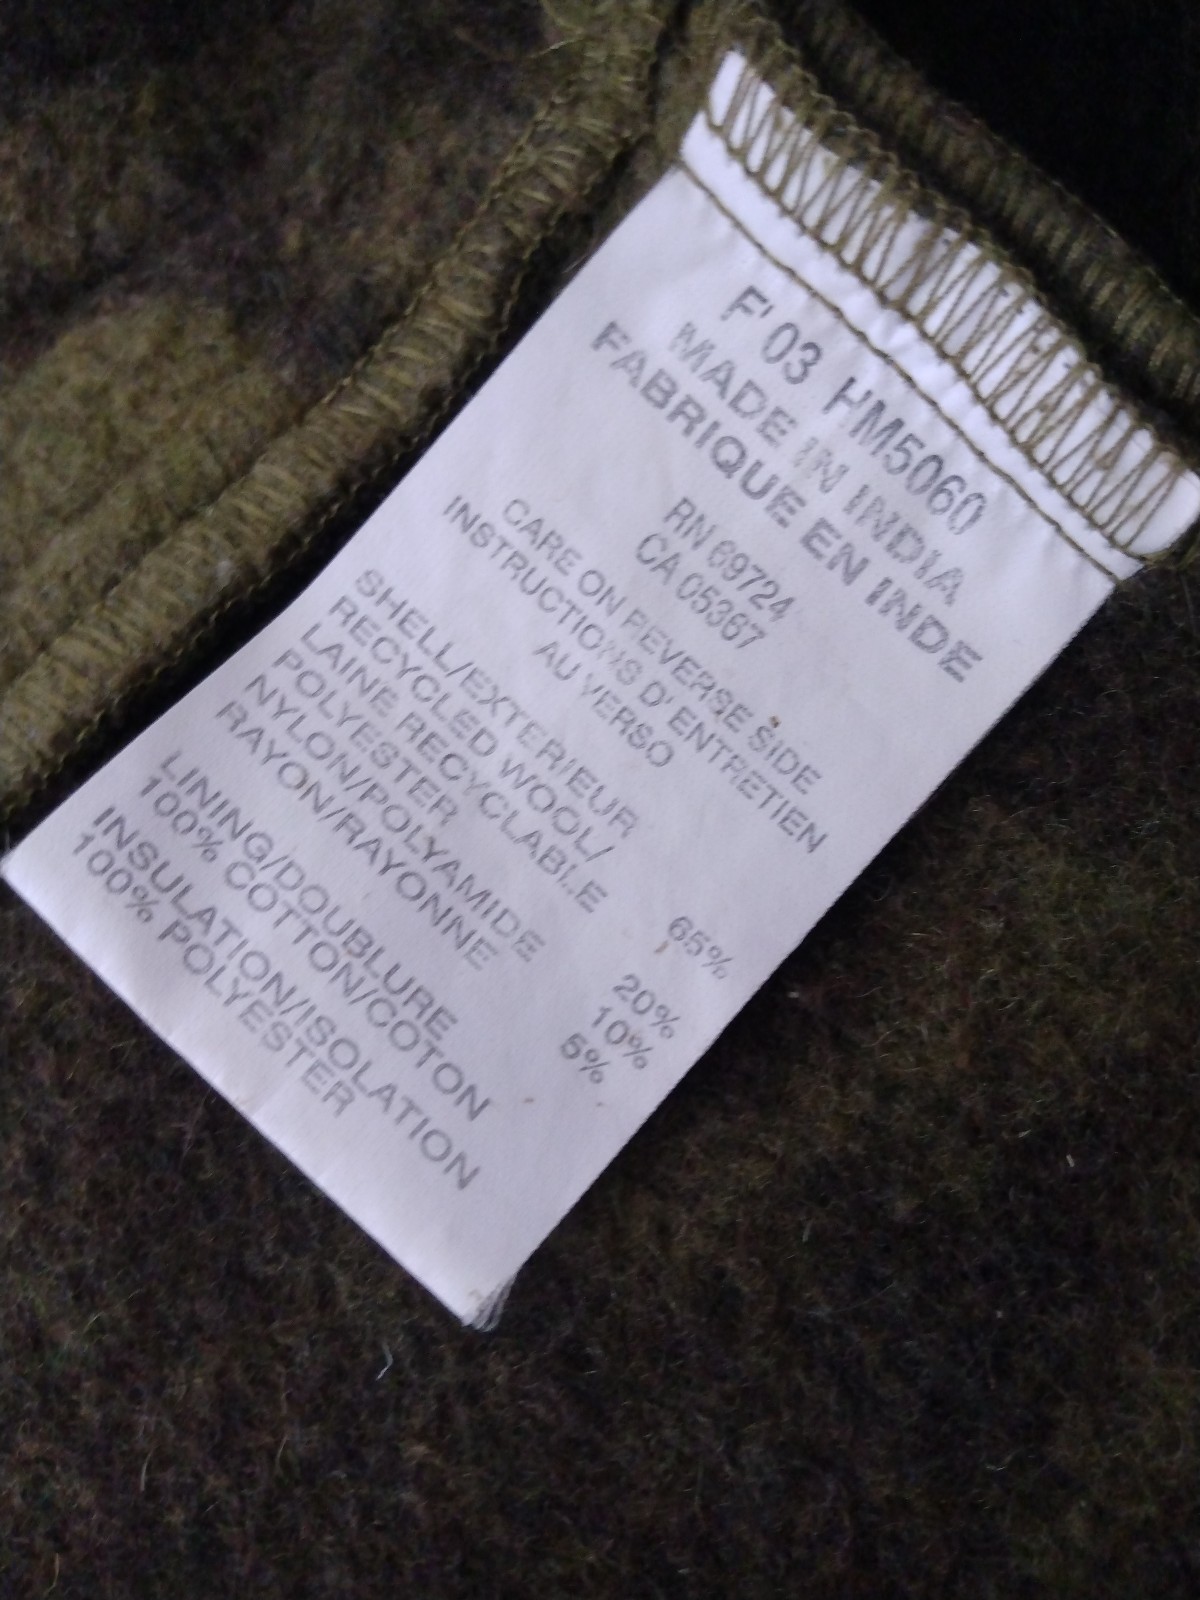 F'03 HM5060
MADE IN INDIA
FABRIQUE EN INDE
RN 69724
CA 05367
CARE ON REVERSE SIDE
INSTRUCTIONS D'ENTRETIEN
AU VERSO
SHELL/EXTERIEUR
RECYCLED WOOL/
LAINE RECYCLABLE 65%
POLYESTER 20%
NYLON/POLYAMIDE 10%
RAYON/RAYONNE 5%
LINING/DOUBLURE
100% COTTON/COTON
INSULATION/ISOLATION
100% POLYESTER